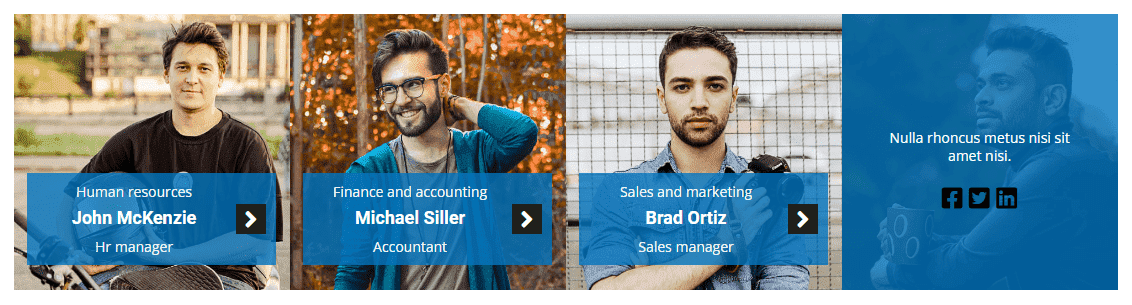 Human resources
John McKenzie
Hr manager
Finance and accounting
Michael Siller
Accountant
Sales and marketing
Brad Ortiz
Sales manager
Nulla rhoncus metus nisi sit
amet nisi.